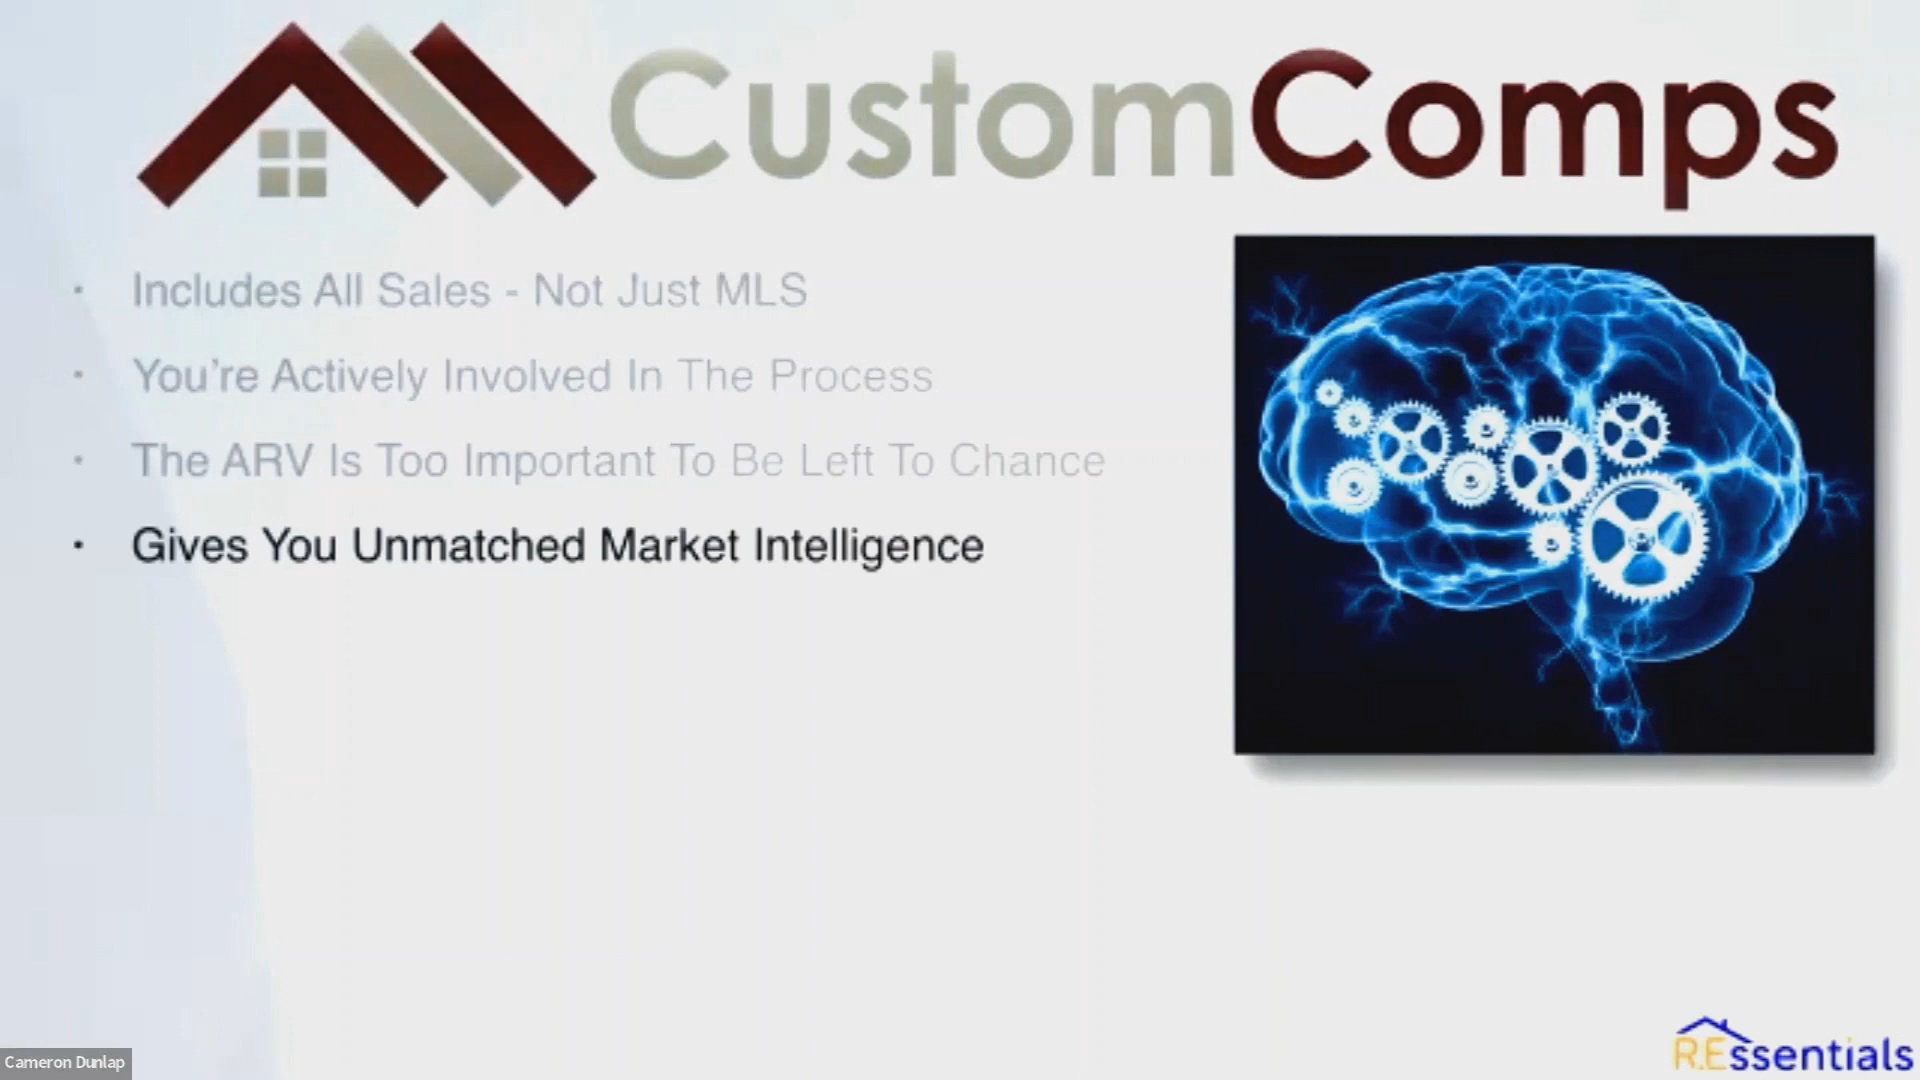 CustomComps
• Includes All Sales - Not Just MLS
• You're Actively Involved In The Process
• The ARV Is Too Important To Be Left To Chance
• Gives You Unmatched Market Intelligence
Cameron Dunlap
R.Essentials